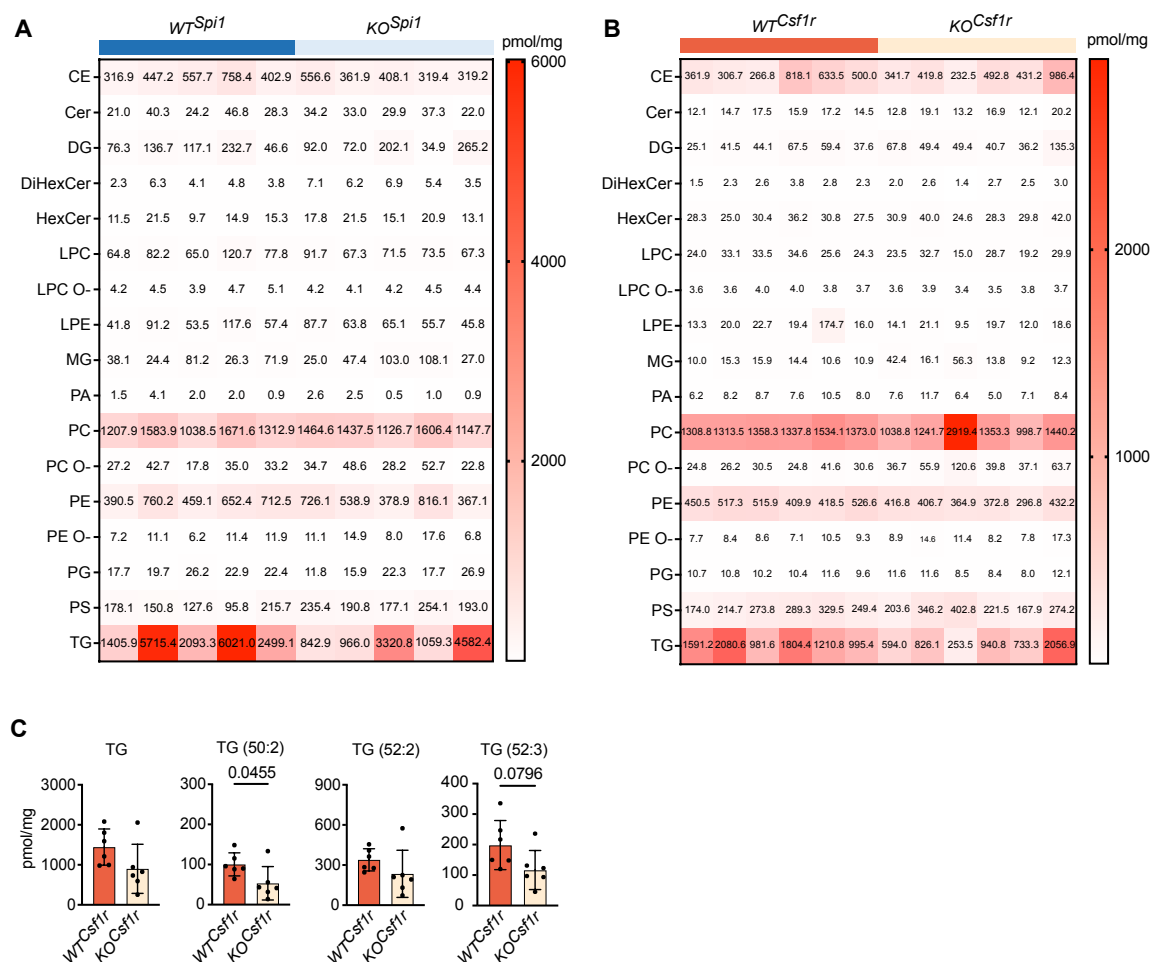 A
WT^Spi1 KO^Spi1
pmol/mg
CE 316.9 447.2 557.7 758.4 402.9 556.6 361.9 408.1 319.4 319.2
Cer 21.0 40.3 24.2 46.8 28.3 34.2 33.0 29.9 37.3 22.0
DG 76.3 136.7 117.1 232.7 46.6 92.0 72.0 202.1 34.9 265.2
DiHexCer 2.3 6.3 4.1 4.8 3.8 7.1 6.2 6.9 5.4 3.5
HexCer 11.5 21.5 9.7 14.9 15.3 17.8 21.5 15.1 20.9 13.1
LPC 64.8 82.2 65.0 120.7 77.8 91.7 67.3 71.5 73.5 67.3
LPC O- 4.2 4.5 3.9 4.7 5.1 4.2 4.1 4.2 4.5 4.4
LPE 41.8 91.2 53.5 117.6 57.4 87.7 63.8 65.1 55.7 45.8
MG 38.1 24.4 81.2 26.3 71.9 25.0 47.4 103.0 108.1 27.0
PA 1.5 4.1 2.0 2.0 0.9 2.6 2.5 0.5 1.0 0.9
PC 1207.9 1583.9 1038.5 1671.6 1312.9 1464.6 1437.5 1126.7 1606.4 1147.7
PC O- 27.2 42.7 17.8 35.0 33.2 34.7 48.6 28.2 52.7 22.8
PE 390.5 760.2 459.1 652.4 712.5 726.1 538.9 378.9 816.1 367.1
PE O- 7.2 11.1 6.2 11.4 11.9 11.1 14.9 8.0 17.6 6.8
PG 17.7 19.7 26.2 22.9 22.4 11.8 15.9 22.3 17.7 26.9
PS 178.1 150.8 127.6 95.8 215.7 235.4 190.8 177.1 254.1 193.0
TG 1405.9 5715.4 2093.3 6021.0 2499.1 842.9 966.0 3320.8 1059.3 4582.4
6000
4000
2000
B
WT^Csf1r KO^Csf1r
pmol/mg
CE 361.9 306.7 266.8 818.1 633.5 500.0 341.7 419.8 232.5 492.8 431.2 986.4
Cer 12.1 14.7 17.5 15.9 17.2 14.5 12.8 19.1 13.2 16.9 12.1 20.2
DG 25.1 41.5 44.1 67.5 59.4 37.6 67.8 49.4 49.4 40.7 36.2 135.3
DiHexCer 1.5 2.3 2.6 3.8 2.8 2.3 2.0 2.6 1.4 2.7 2.5 3.0
HexCer 28.3 25.0 30.4 36.2 30.8 27.5 30.9 40.0 24.6 28.3 29.8 42.0
LPC 24.0 33.1 33.5 34.6 25.6 24.3 23.5 32.7 15.0 28.7 19.2 29.9
LPC O- 3.6 3.6 4.0 4.0 3.8 3.7 3.6 3.9 3.4 3.5 3.8 3.7
LPE 13.3 20.0 22.7 19.4 174.7 16.0 14.1 21.1 9.5 19.7 12.0 18.6
MG 10.0 15.3 15.9 14.4 10.6 10.9 42.4 16.1 56.3 13.8 9.2 12.3
PA 6.2 8.2 8.7 7.6 10.5 8.0 7.6 11.7 6.4 5.0 7.1 8.4
PC 1308.8 1313.5 1358.3 1337.8 1534.1 1373.0 1038.8 1241.7 2919.4 1353.3 998.7 1440.2
PC O- 24.8 26.2 30.5 24.8 41.6 30.6 36.7 55.9 120.6 39.8 37.1 63.7
PE 450.5 517.3 515.9 409.9 418.5 526.6 416.8 406.7 364.9 372.8 296.8 432.2
PE O- 7.7 8.4 8.6 7.1 10.5 9.3 8.9 14.6 11.4 8.2 7.8 17.3
PG 10.7 10.8 10.2 10.4 11.6 9.6 11.6 11.6 8.5 8.4 8.0 12.1
PS 174.0 214.7 273.8 289.3 329.5 249.4 203.6 346.2 402.8 221.5 167.9 274.2
TG 1591.2 2080.6 981.6 1804.4 1210.8 995.4 594.0 826.1 253.5 940.8 733.3 2056.9
2000
1000
C
pmol/mg
TG
3000
2000
1000
0
WT^Csf1r
KO^Csf1r
TG (50:2)
0.0455
300
200
100
0
WT^Csf1r
KO^Csf1r
TG (52:2)
900
600
300
0
WT^Csf1r
KO^Csf1r
TG (52:3)
0.0796
400
300
200
100
0
WT^Csf1r
KO^Csf1r